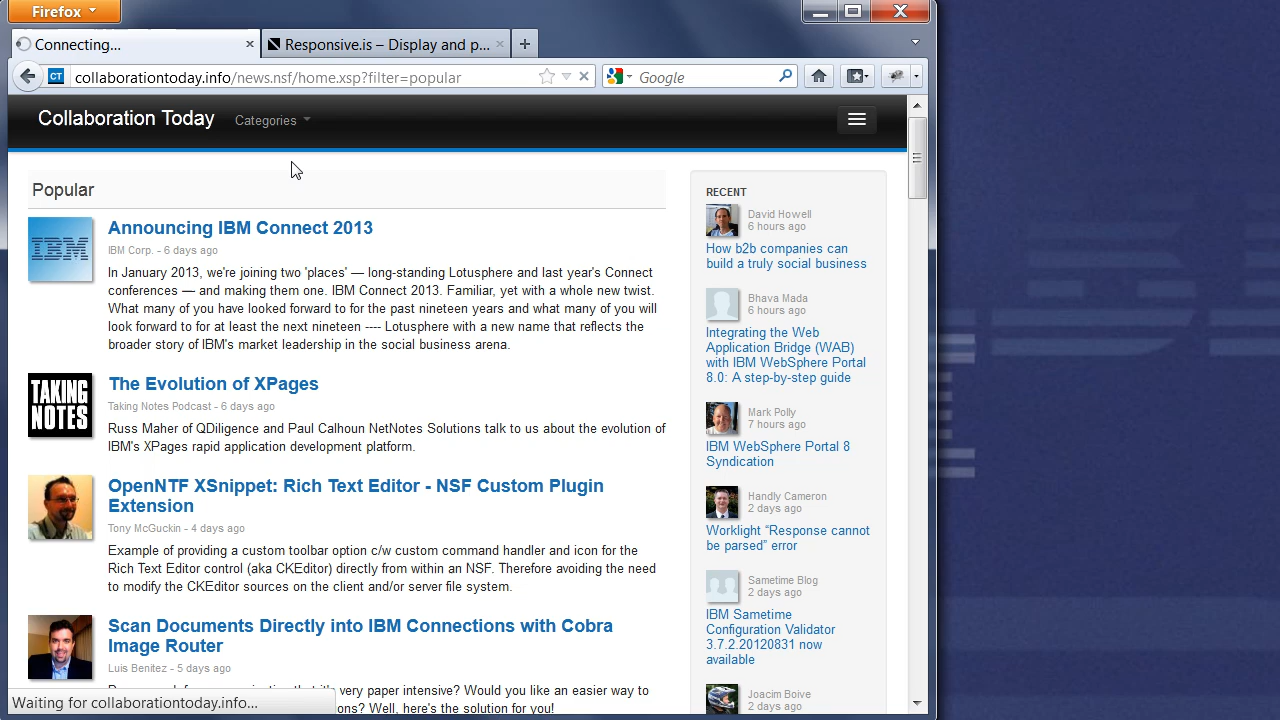 Firefox
Connecting...
Responsive.is – Display and p...
collaborationtoday.info/news.nsf/home.xsp?filter=popular
Google
Collaboration Today
Categories
Popular
Announcing IBM Connect 2013
IBM Corp. - 6 days ago
In January 2013, we're joining two 'places' — long-standing Lotusphere and last year's Connect
conferences — and making them one. IBM Connect 2013. Familiar, yet with a whole new twist.
What many of you have looked forward to for the past nineteen years and what many of you will
look forward to for at least the next nineteen ---- Lotusphere with a new name that reflects the
broader story of IBM's market leadership in the social business arena.
IBM
The Evolution of XPages
Taking Notes Podcast - 6 days ago
Russ Maher of QDiligence and Paul Calhoun NetNotes Solutions talk to us about the evolution of
IBM's XPages rapid application development platform.
TAKING
NOTES
OpenNTF XSnippet: Rich Text Editor - NSF Custom Plugin
Extension
Tony McGuckin - 4 days ago
Example of providing a custom toolbar option c/w custom command handler and icon for the
Rich Text Editor control (aka CKEditor) directly from within an NSF. Therefore avoiding the need
to modify the CKEditor sources on the client and/or server file system.
Scan Documents Directly into IBM Connections with Cobra
Image Router
Luis Benitez - 5 days ago
very paper intensive? Would you like an easier way to
ons? Well, here's the solution for you!
RECENT
David Howell
6 hours ago
How b2b companies can
build a truly social business
Bhava Mada
6 hours ago
Integrating the Web
Application Bridge (WAB)
with IBM WebSphere Portal
8.0: A step-by-step guide
Mark Polly
7 hours ago
IBM WebSphere Portal 8
Syndication
Handly Cameron
2 days ago
Worklight “Response cannot
be parsed” error
Sametime Blog
2 days ago
IBM Sametime
Configuration Validator
3.7.2.20120831 now
available
Joacim Boive
2 days ago
Waiting for collaborationtoday.info...